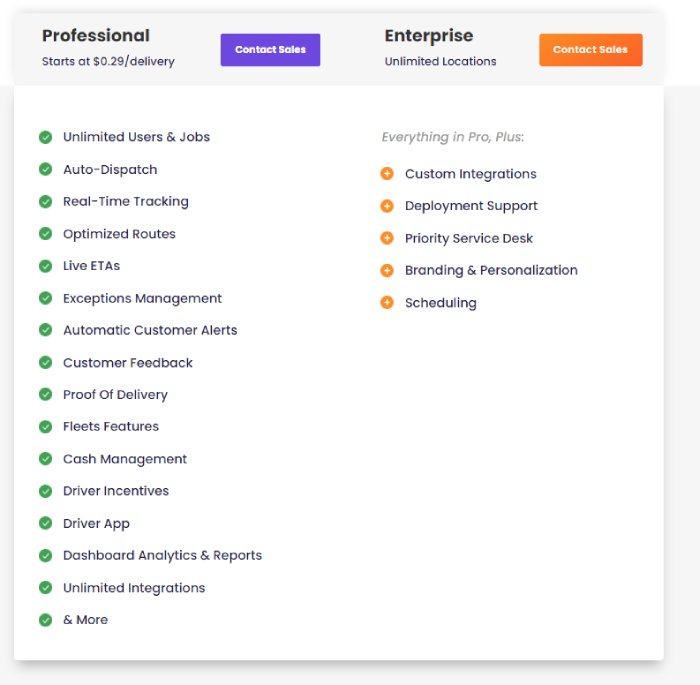 Professional
Starts at $0.29/delivery
Contact Sales
Enterprise
Unlimited Locations
Contact Sales
Unlimited Users & Jobs
Auto-Dispatch
Real-Time Tracking
Optimized Routes
Live ETAs
Exceptions Management
Automatic Customer Alerts
Customer Feedback
Proof Of Delivery
Fleets Features
Cash Management
Driver Incentives
Driver App
Dashboard Analytics & Reports
Unlimited Integrations
& More
Everything in Pro, Plus:
Custom Integrations
Deployment Support
Priority Service Desk
Branding & Personalization
Scheduling